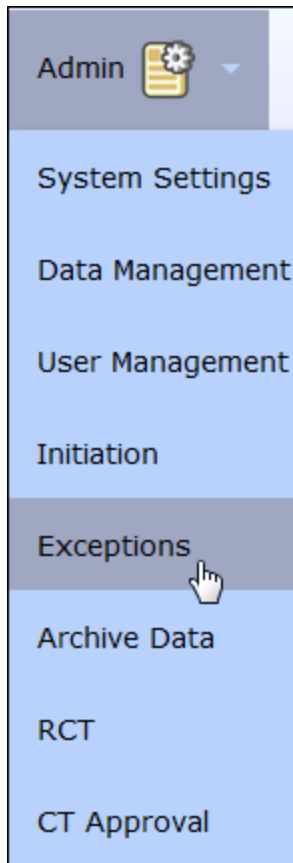 Admin
System Settings
Data Management
User Management
Initiation
Exceptions
Archive Data
RCT
CT Approval